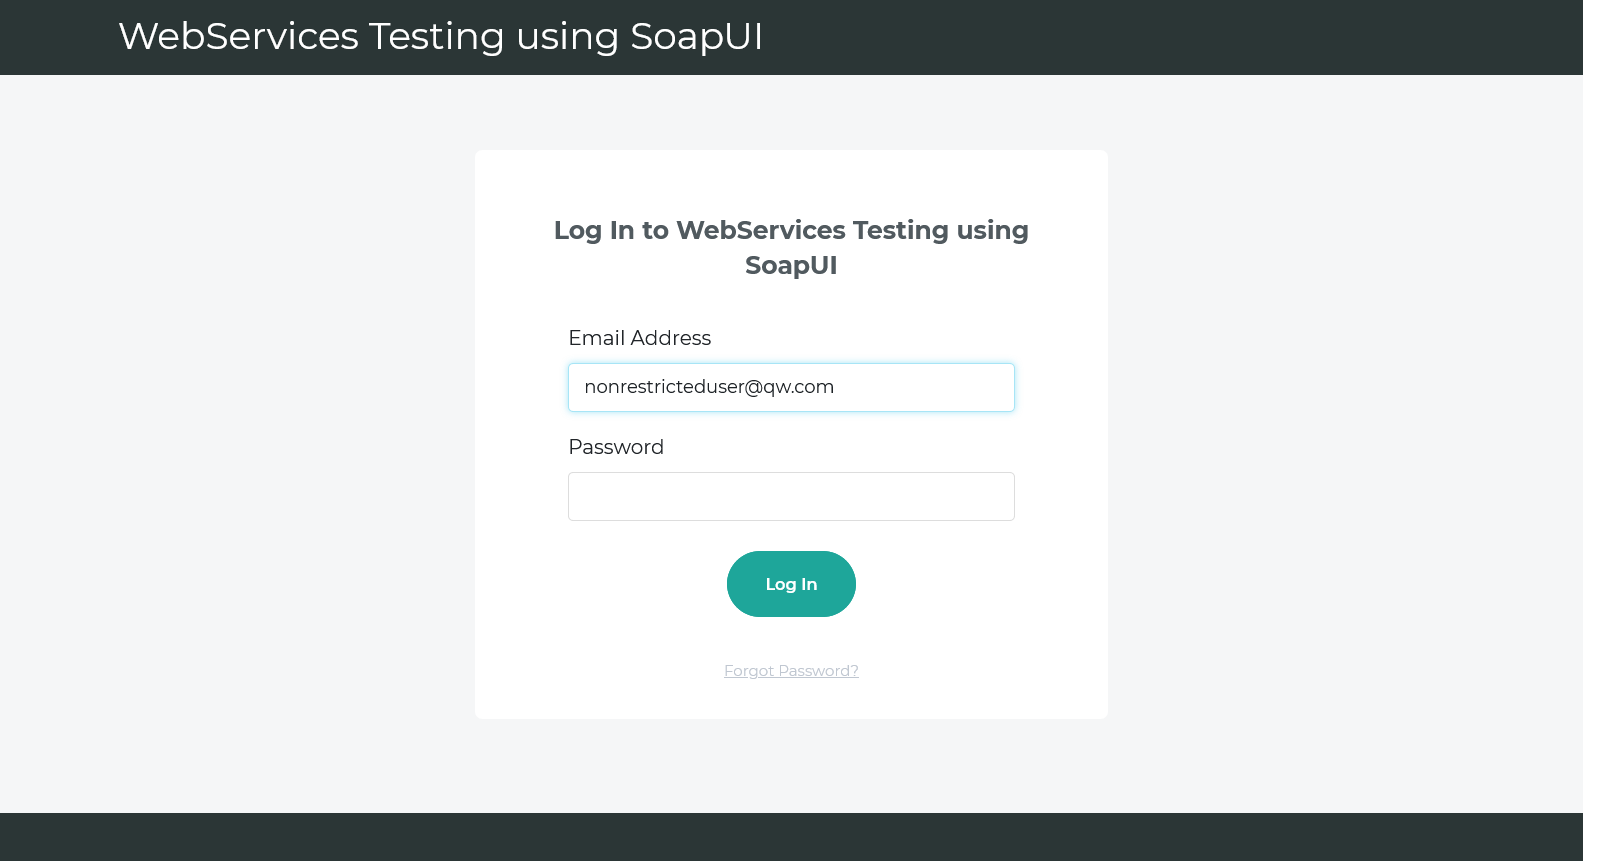 WebServices Testing using SoapUI
Log In to WebServices Testing using
SoapUI
Email Address
nonrestricteduser@qw.com
Password
Log In
Forgot Password?